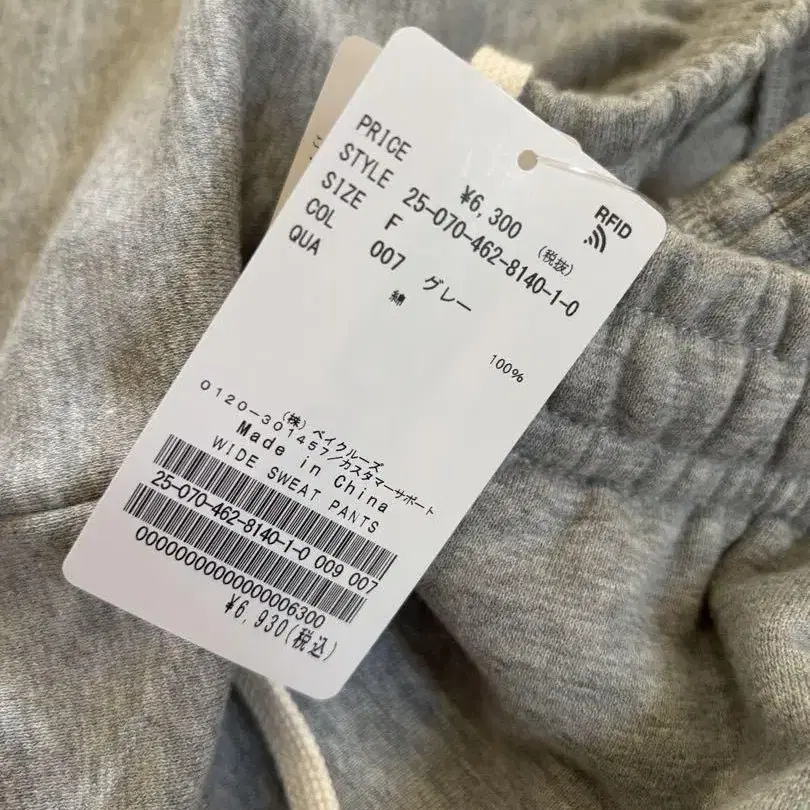 RFID
PRICE ¥6,300 (税抜)
STYLE 25-070-462-8140-1-0
SIZE F
COL 007 グレー
QUA 綿 100%
(株) ベイクルーズ
0120-301457/カスタマーサポート
Made in China
WIDE SWEAT PANTS
25-070-462-8140-1-0 009 007
00000000000000006300
¥6,930(税込)